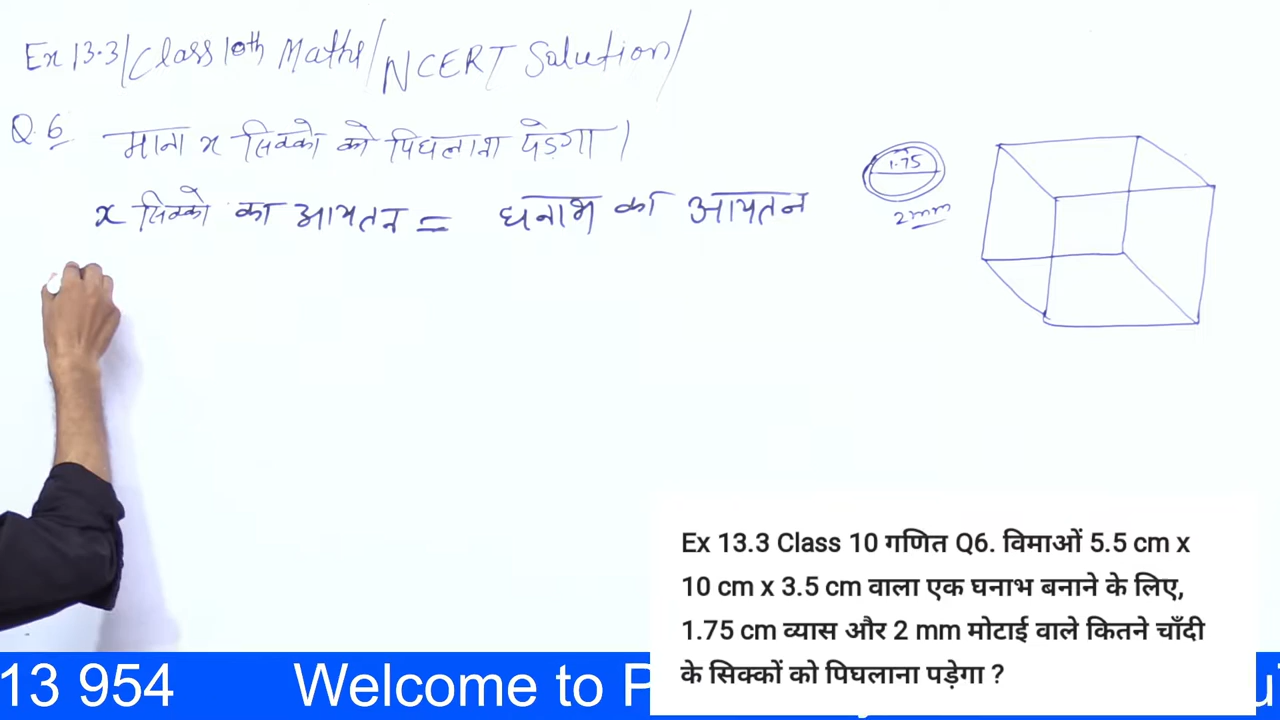 Ex 13.3/Class 10th Maths/NCERT Solution/
Q.6 माना x सिक्को को पिघलाना पड़ेगा।
x सिक्को का आयतन = घनाभ का आयतन
1.75
2mm
Ex 13.3 Class 10 गणित Q6. विमाओं 5.5 cm x
10 cm x 3.5 cm वाला एक घनाभ बनाने के लिए,
1.75 cm व्यास और 2 mm मोटाई वाले कितने चाँदी
के सिक्कों को पिघलाना पड़ेगा ?
13 954 Welcome to